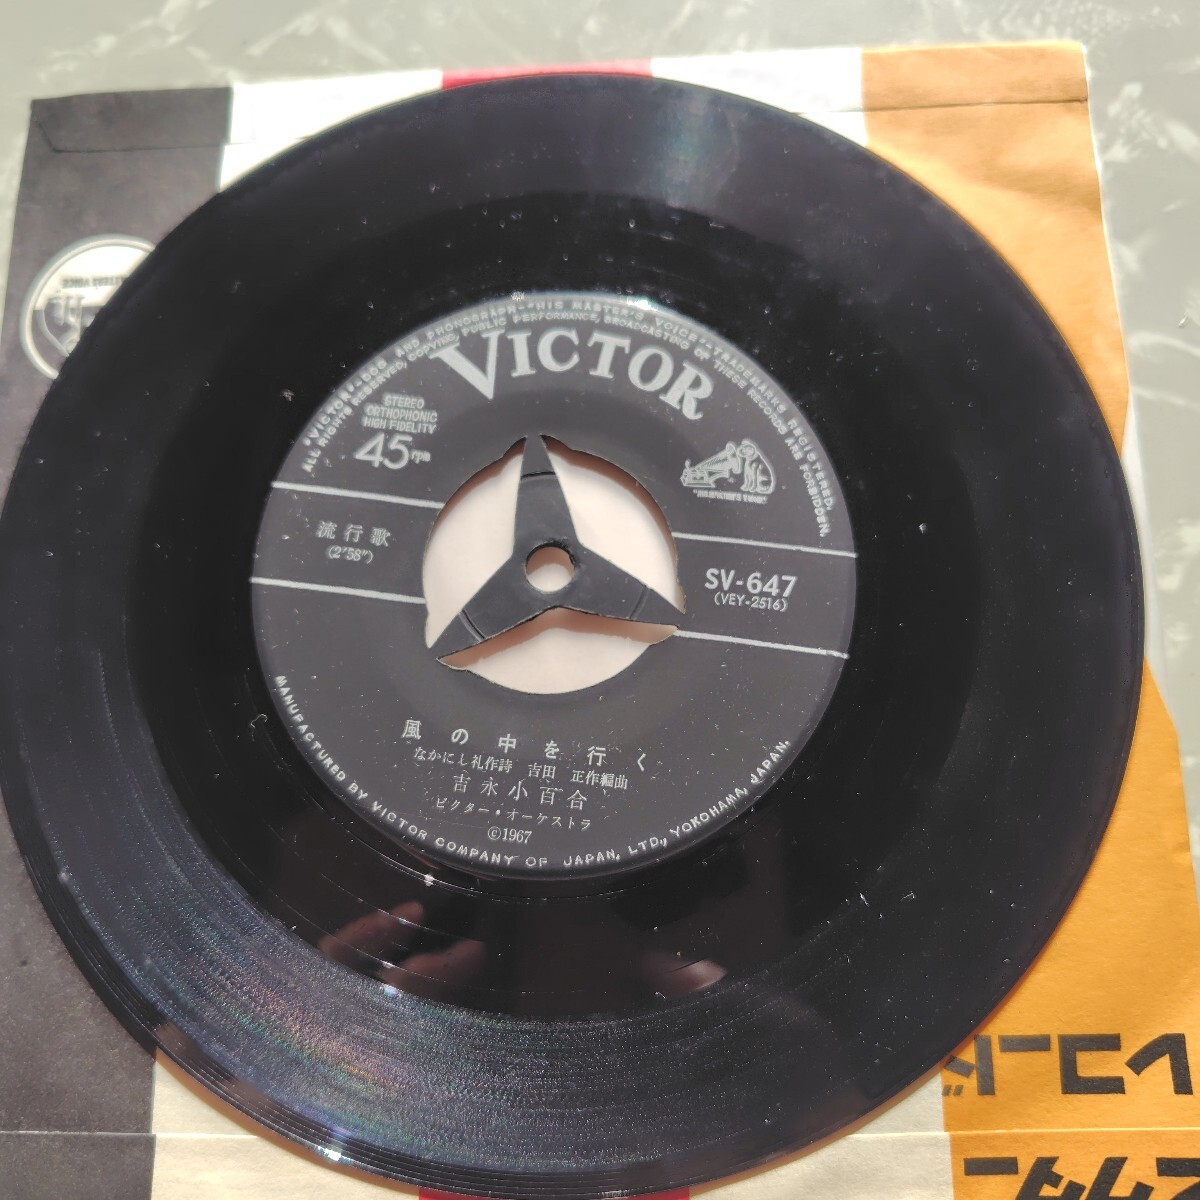 "VICTOR"-DOG AND PHONOGRAPH-"HIS MASTER'S VOICE"-TRADEMARKS REGISTERED.
ALL RIGHTS RESERVED, COPYING, PUBLIC PERFORMANCE, BROADCASTING OF THESE RECORDS ARE FORBIDDEN.
VICTOR
STEREO
ORTHOPHONIC
HIGH FIDELITY
45rpm
"HIS MASTER'S VOICE"
流行歌
(2'58")
SV-647
(VEY-2516)
風の中を行く
なかにし礼作詩 吉田 正作編曲
吉永小百合
ビクター・オーケストラ
©1967
MANUFACTURED BY VICTOR COMPANY OF JAPAN, LTD., YOKOHAMA, JAPAN.